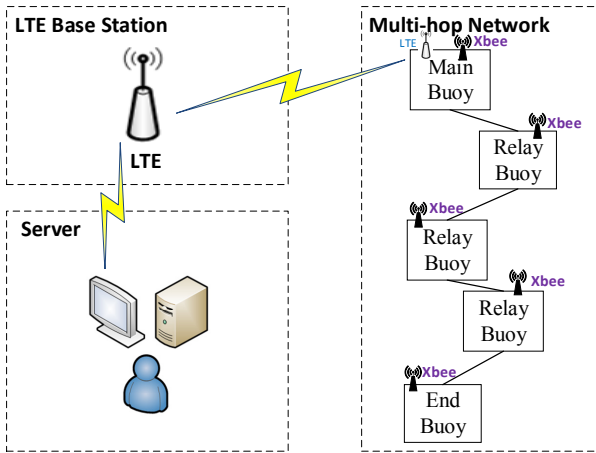 LTE Base Station
LTE
Server
Multi-hop Network
LTE
Xbee
Main
Buoy
Xbee
Relay
Buoy
Xbee
Relay
Buoy
Xbee
Relay
Buoy
Xbee
End
Buoy